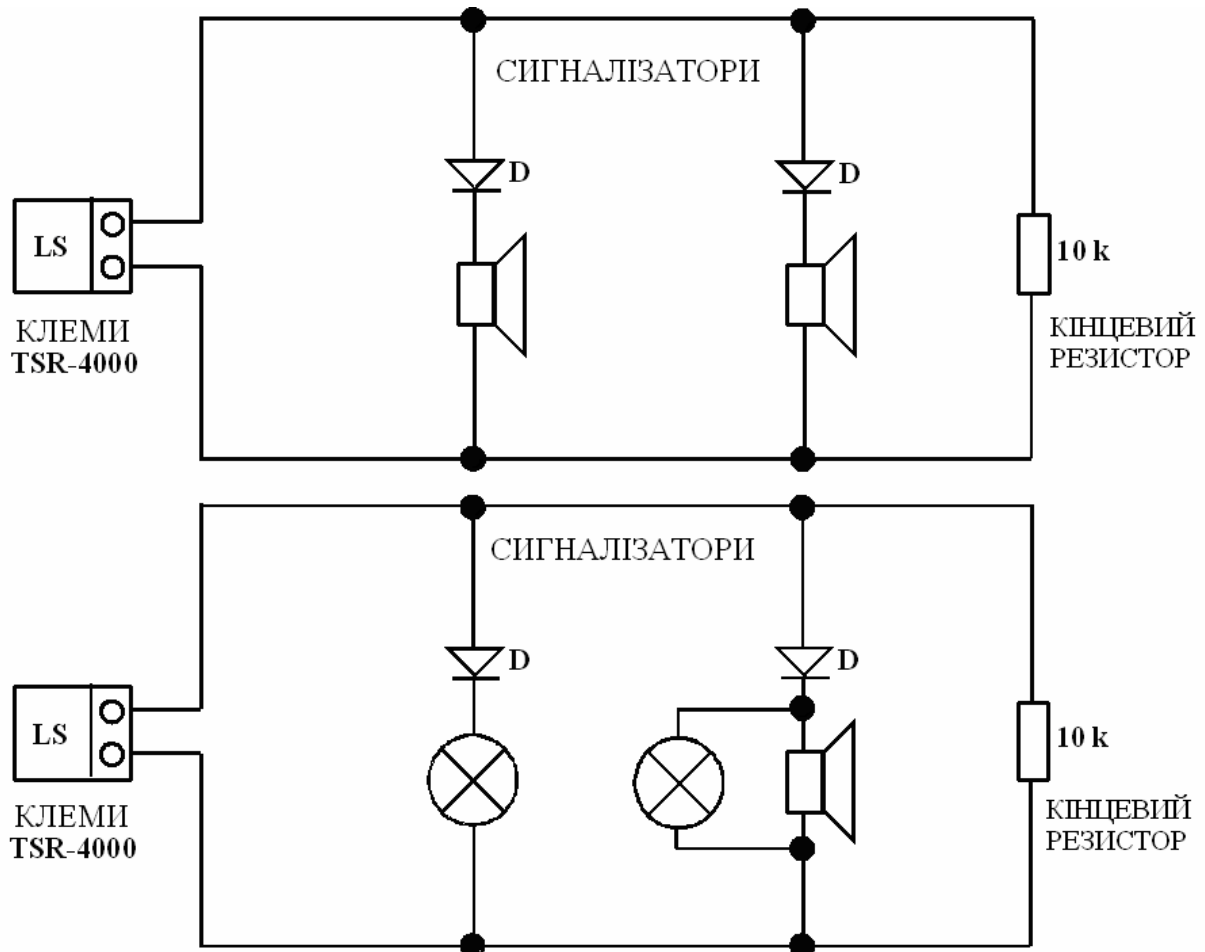 СИГНАЛІЗАТОРИ
D
D
LS
10 k
КЛЕМИ
TSR-4000
КІНЦЕВИЙ
РЕЗИСТОР
СИГНАЛІЗАТОРИ
D
D
LS
10 k
КЛЕМИ
TSR-4000
КІНЦЕВИЙ
РЕЗИСТОР